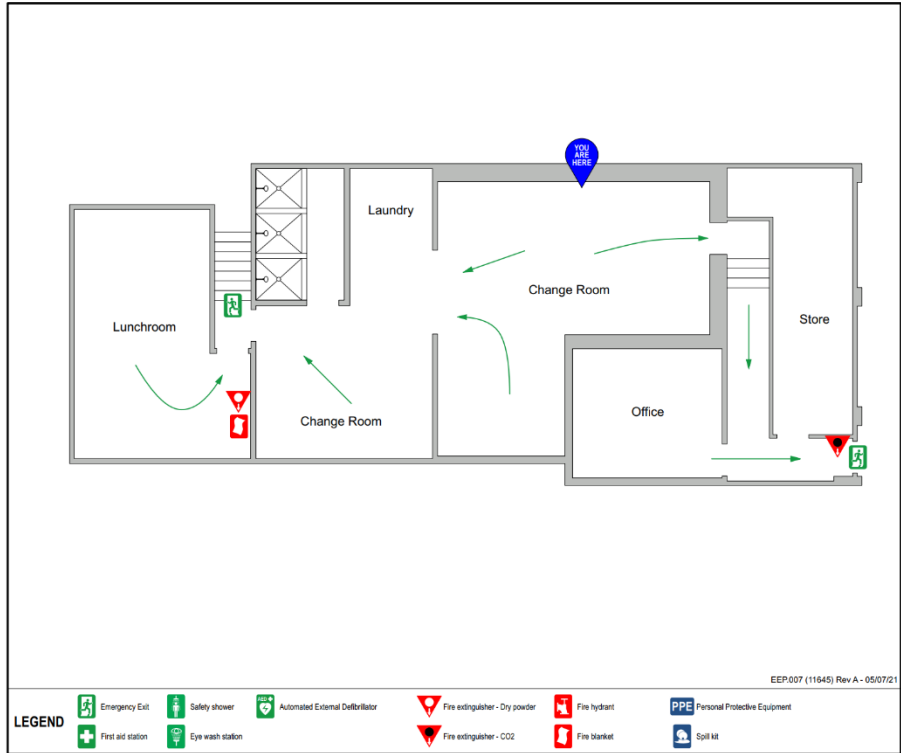 YOU
ARE
HERE
Laundry
Change Room
Lunchroom
Store
Office
Change Room
EEP.007 (11645) Rev A - 05/07/21
LEGEND
Emergency Exit
Safety shower
AED
Automated External Defibrillator
Fire extinguisher - Dry powder
Fire hydrant
PPE
Personal Protective Equipment
First aid station
Eye wash station
Fire extinguisher - CO2
Fire blanket
Spill kit